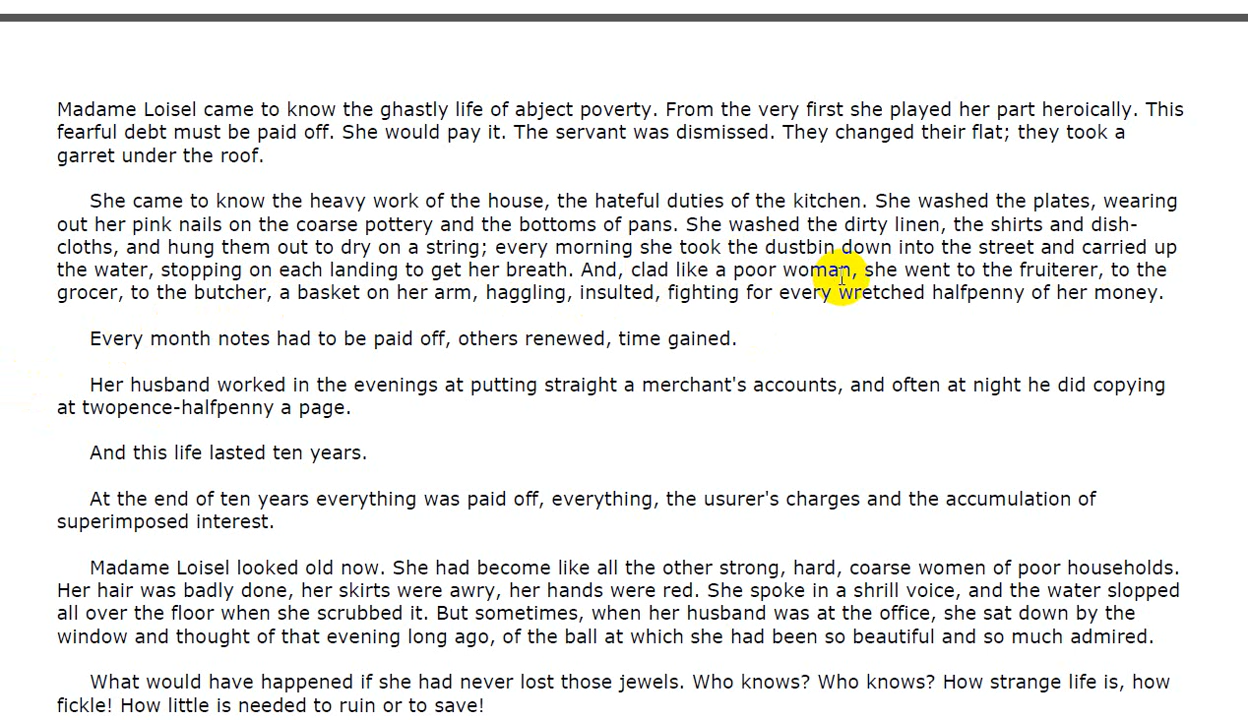 Madame Loisel came to know the ghastly life of abject poverty. From the very first she played her part heroically. This
fearful debt must be paid off. She would pay it. The servant was dismissed. They changed their flat; they took a
garret under the roof.
She came to know the heavy work of the house, the hateful duties of the kitchen. She washed the plates, wearing
out her pink nails on the coarse pottery and the bottoms of pans. She washed the dirty linen, the shirts and dish-
cloths, and hung them out to dry on a string; every morning she took the dustbin down into the street and carried up
the water, stopping on each landing to get her breath. And, clad like a poor woman, she went to the fruiterer, to the
grocer, to the butcher, a basket on her arm, haggling, insulted, fighting for every wretched halfpenny of her money.
Every month notes had to be paid off, others renewed, time gained.
Her husband worked in the evenings at putting straight a merchant's accounts, and often at night he did copying
at twopence-halfpenny a page.
And this life lasted ten years.
At the end of ten years everything was paid off, everything, the usurer's charges and the accumulation of
superimposed interest.
Madame Loisel looked old now. She had become like all the other strong, hard, coarse women of poor households.
Her hair was badly done, her skirts were awry, her hands were red. She spoke in a shrill voice, and the water slopped
all over the floor when she scrubbed it. But sometimes, when her husband was at the office, she sat down by the
window and thought of that evening long ago, of the ball at which she had been so beautiful and so much admired.
What would have happened if she had never lost those jewels. Who knows? Who knows? How strange life is, how
fickle! How little is needed to ruin or to save!